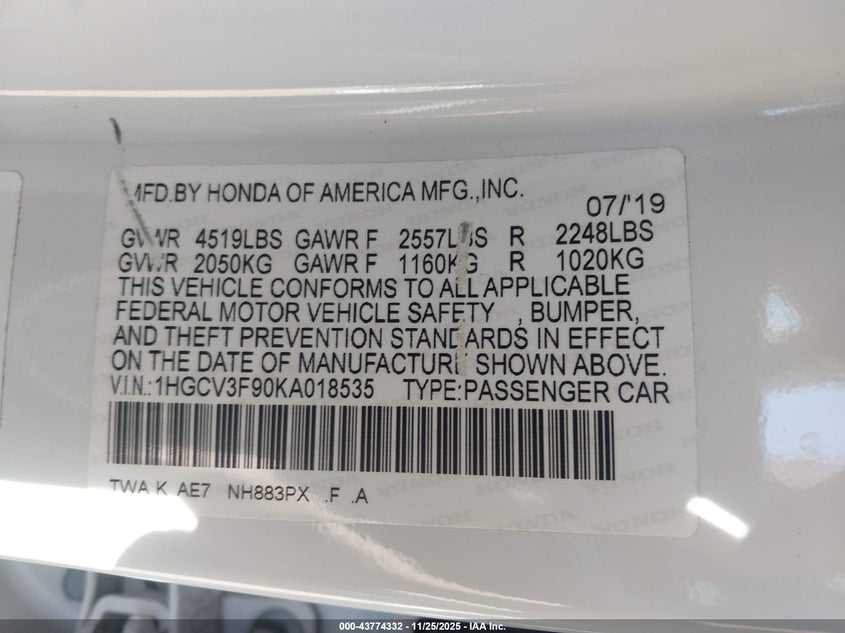 MFD.BY HONDA OF AMERICA MFG.,INC.
07/'19
GVWR 4519LBS GAWR F 2557LBS R 2248LBS
GVWR 2050KG GAWR F 1160KG R 1020KG
THIS VEHICLE CONFORMS TO ALL APPLICABLE
FEDERAL MOTOR VEHICLE SAFETY , BUMPER,
AND THEFT PREVENTION STANDARDS IN EFFECT
ON THE DATE OF MANUFACTURE SHOWN ABOVE.
V.I.N.:1HGCV3F90KA018535 TYPE:PASSENGER CAR
TWA K AE7 NH883PX .F .A
000-43774332 - 11/25/2025 - IAA Inc.